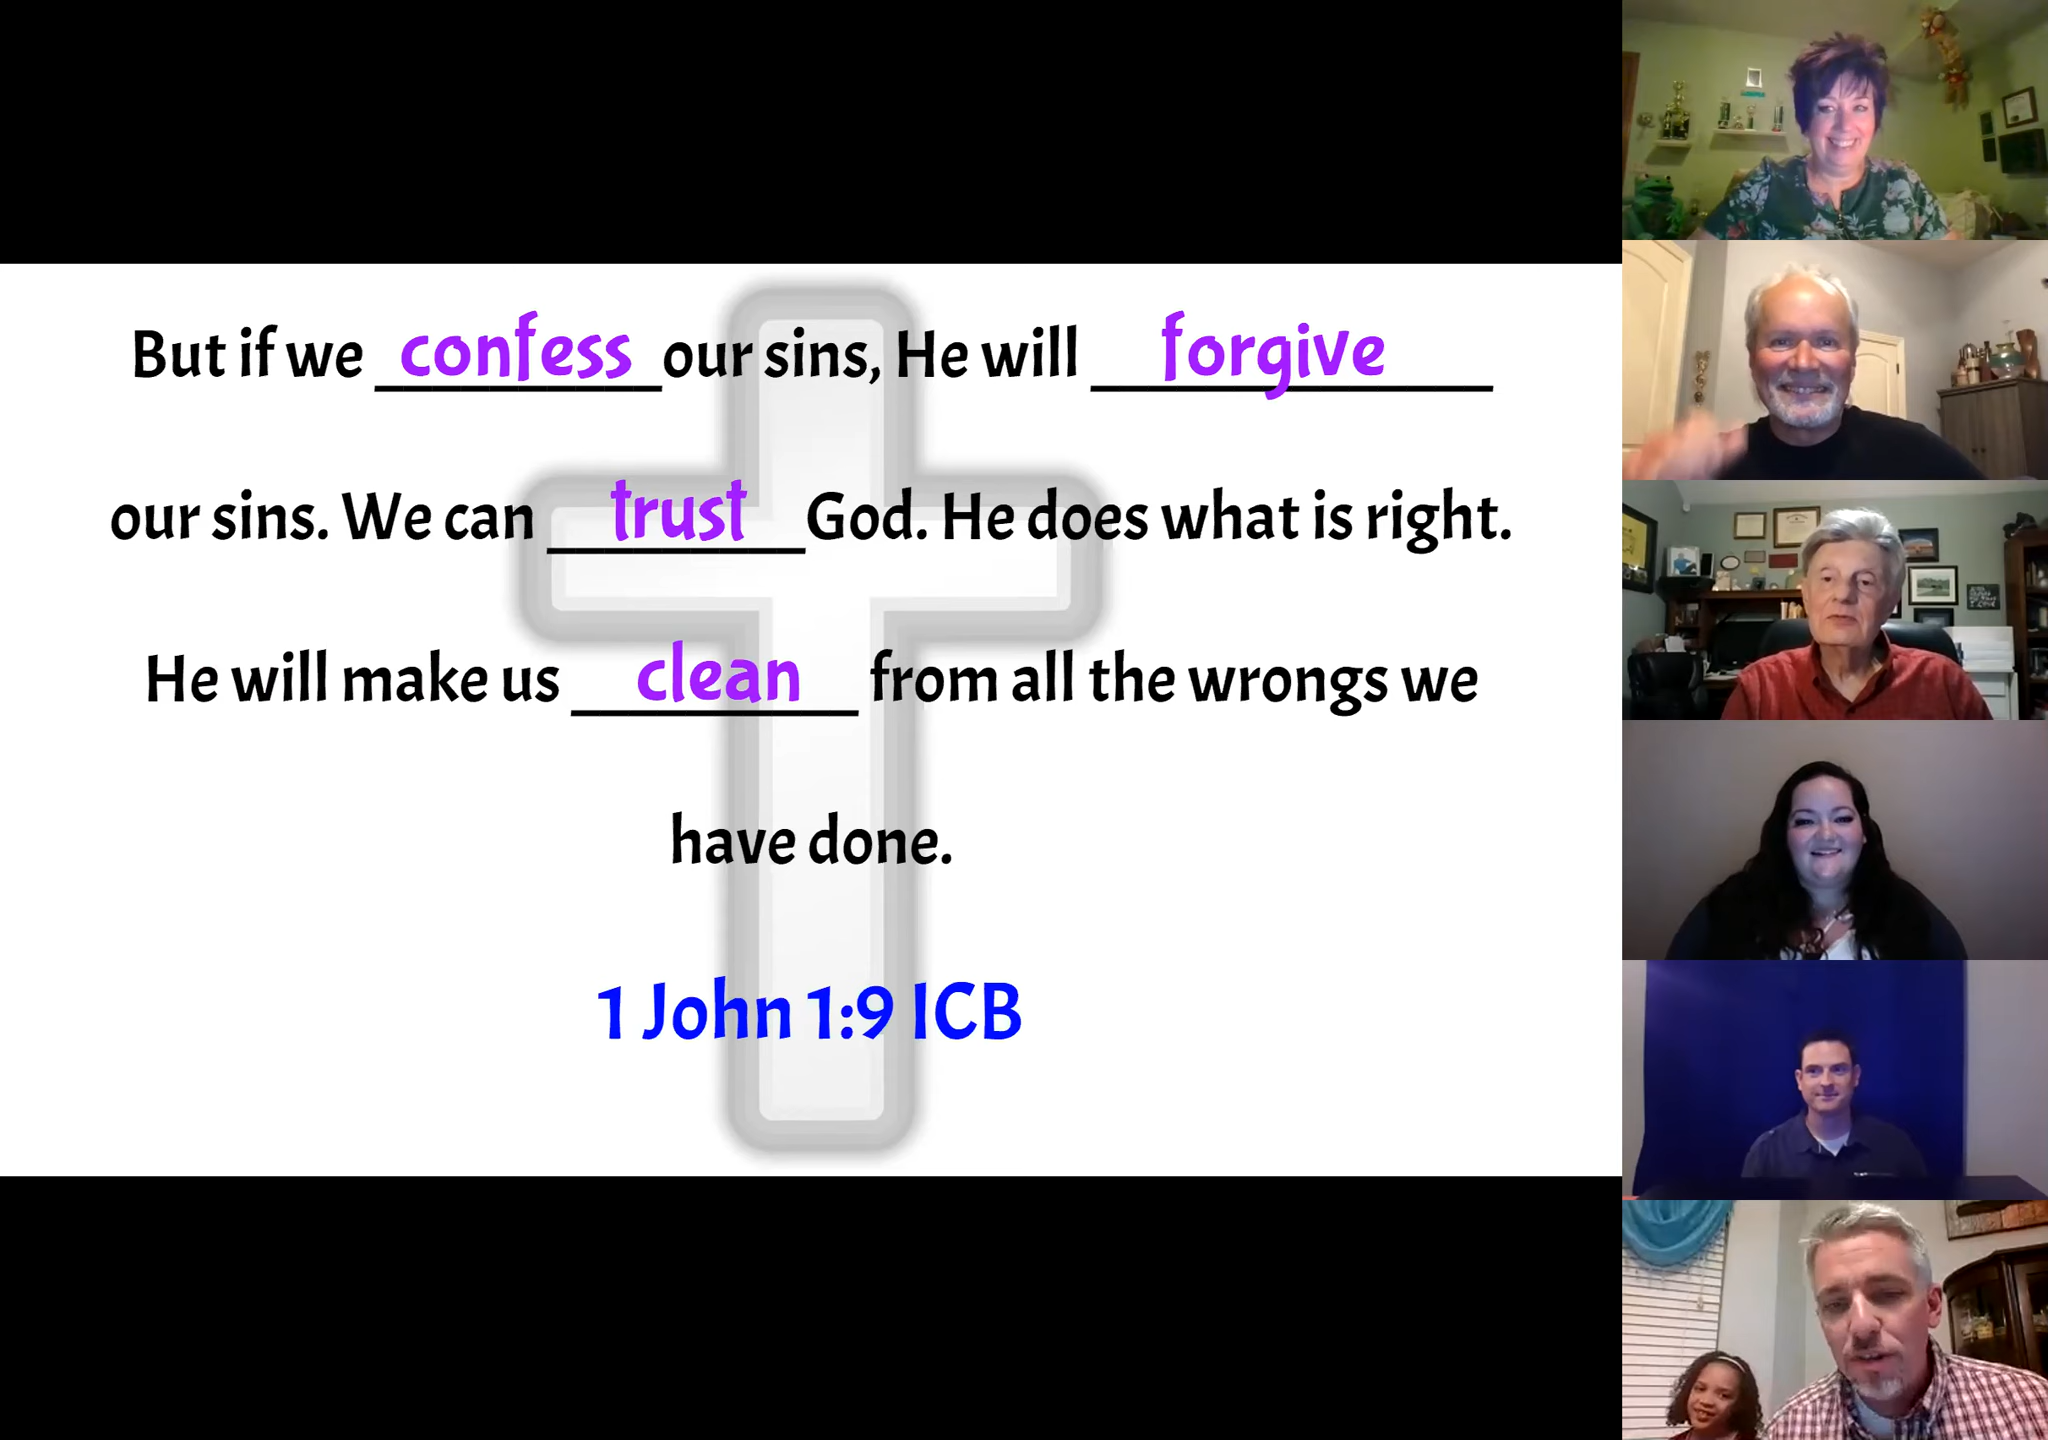 But if we confess our sins, He will forgive
our sins. We can trust God. He does what is right.
He will make us clean from all the wrongs we
have done.
1 John 1:9 ICB